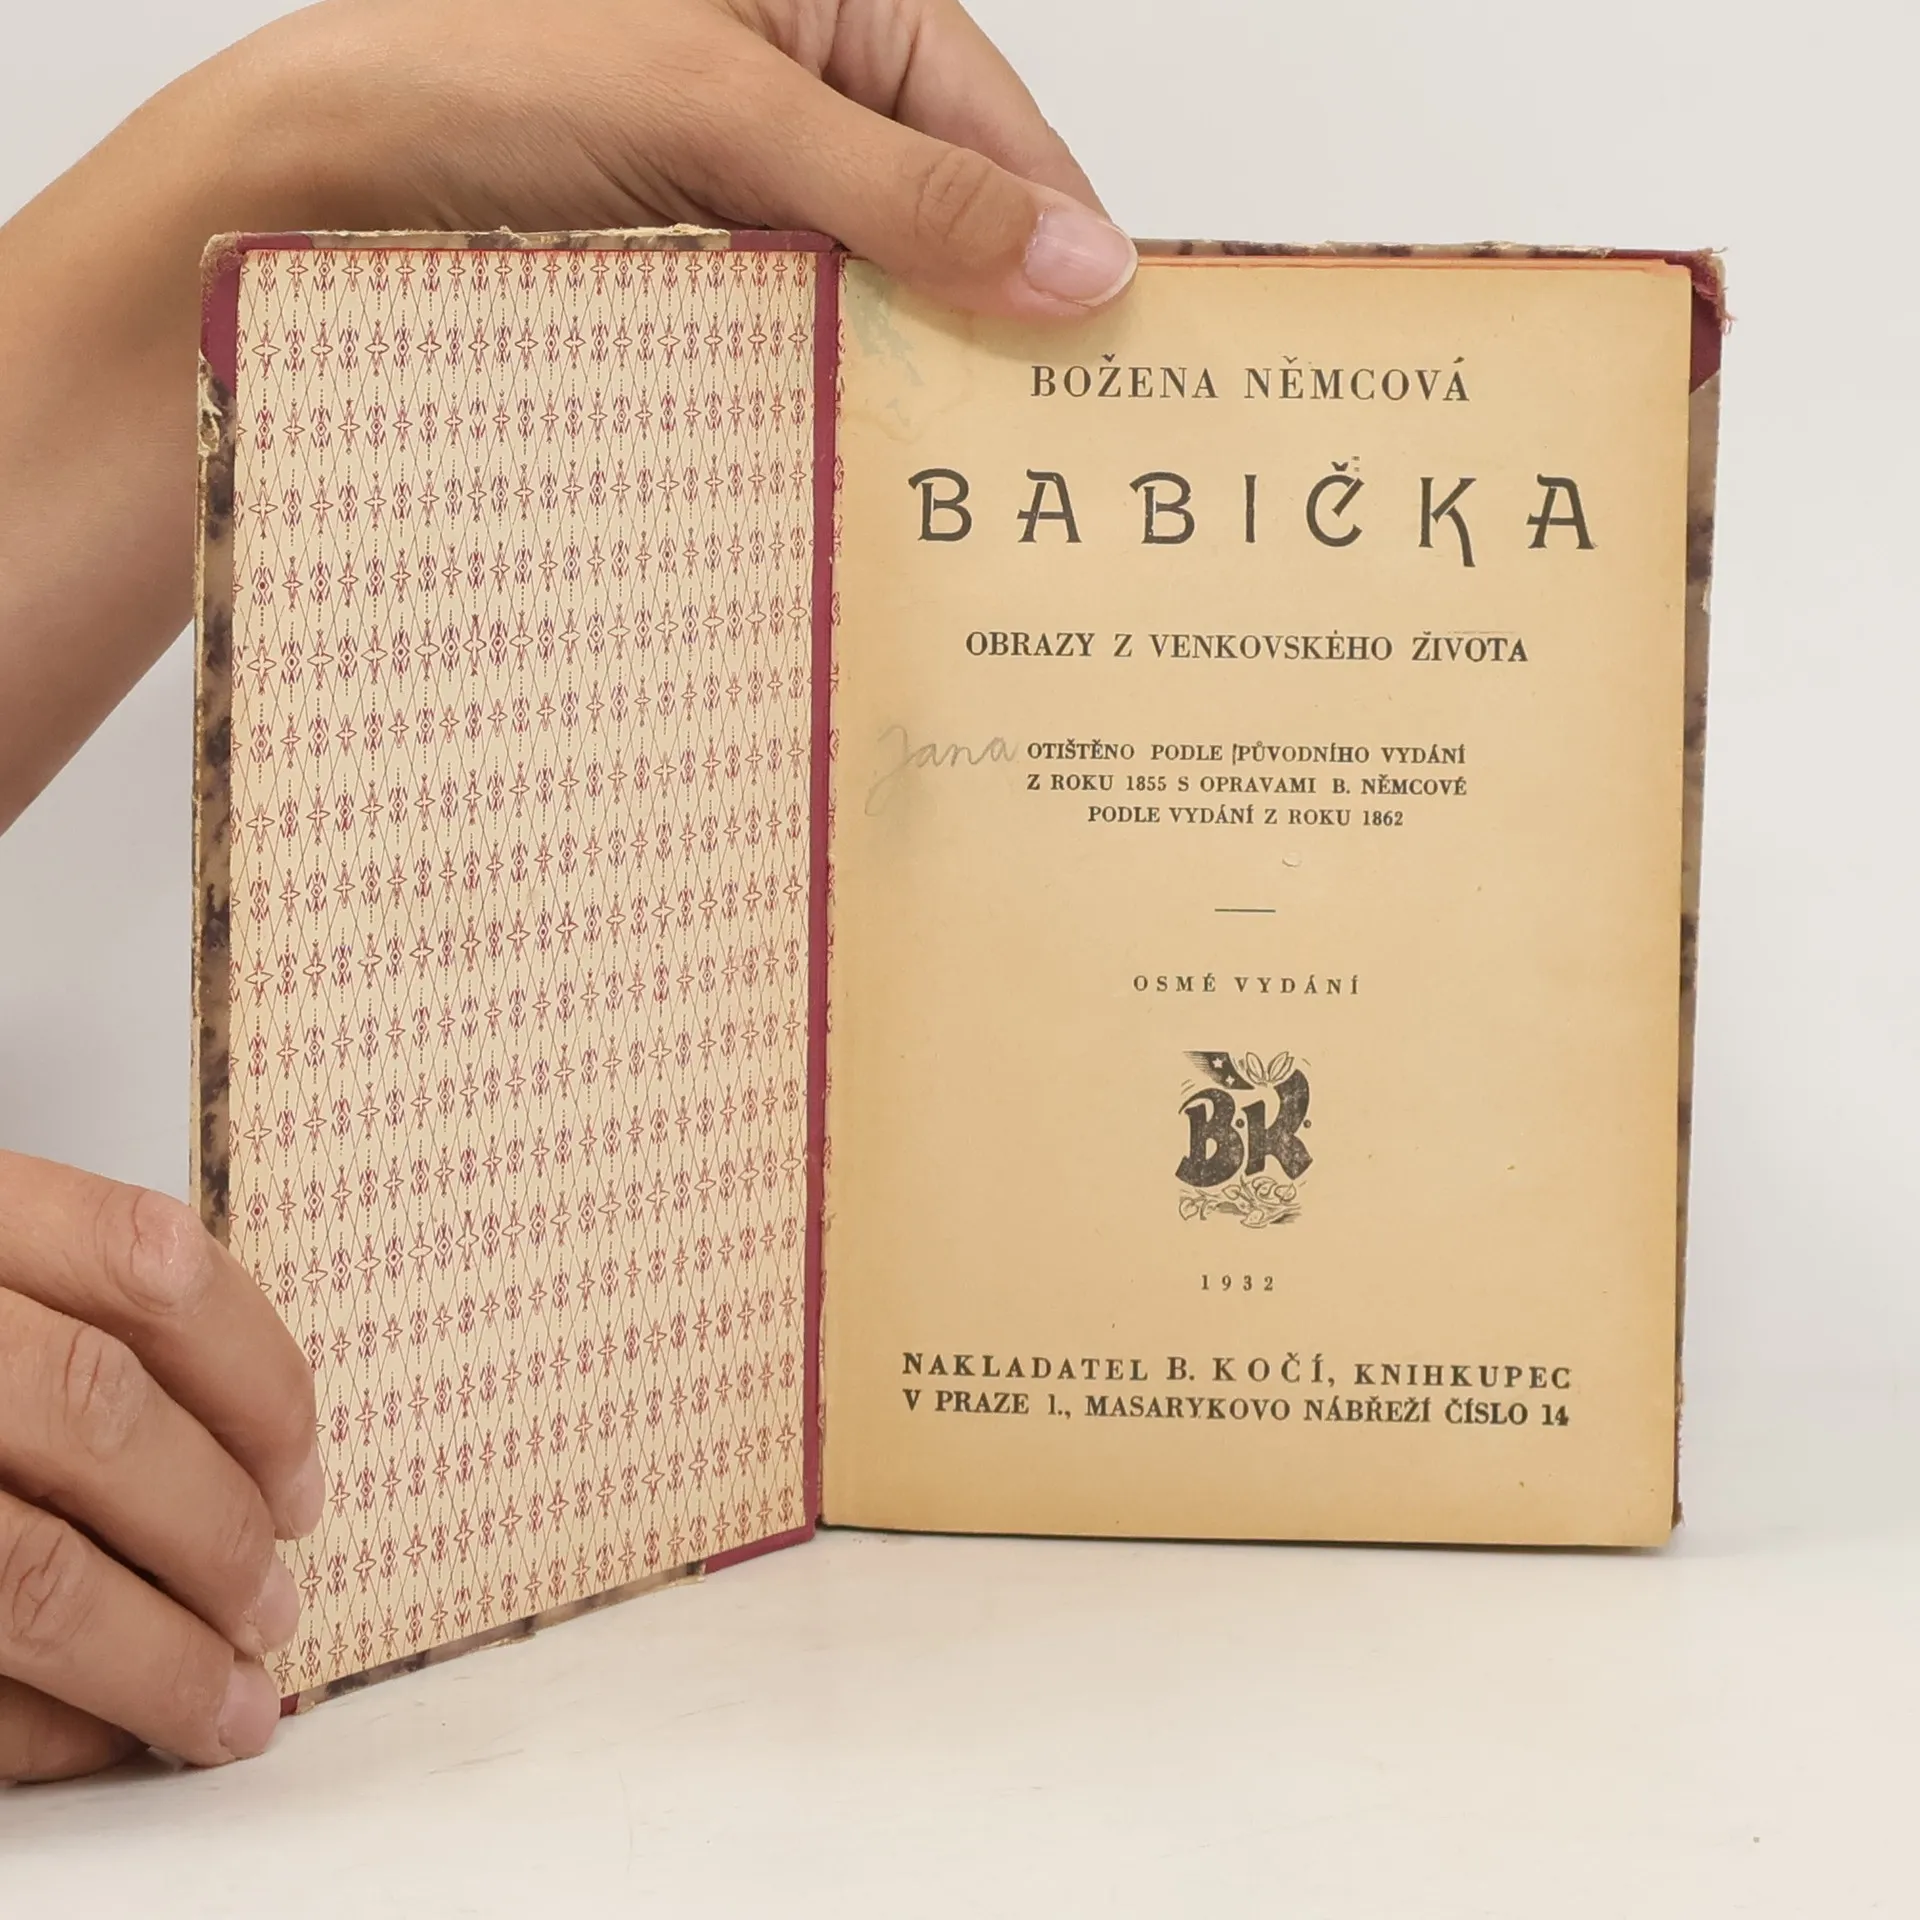 BOŽENA NĚMCOVÁ
BABIČKA
OBRAZY Z VENKOVSKÉHO ŽIVOTA
Jana
OTIŠTĚNO PODLE PŮVODNÍHO VYDÁNÍ
Z ROKU 1855 S OPRAVAMI B. NĚMCOVÉ
PODLE VYDÁNÍ Z ROKU 1862
OSMÉ VYDÁNÍ
B.K.
1932
NAKLADATEL B. KOČÍ, KNIHKUPEC
V PRAZE 1., MASARYKOVO NÁBŘEŽÍ ČÍSLO 14